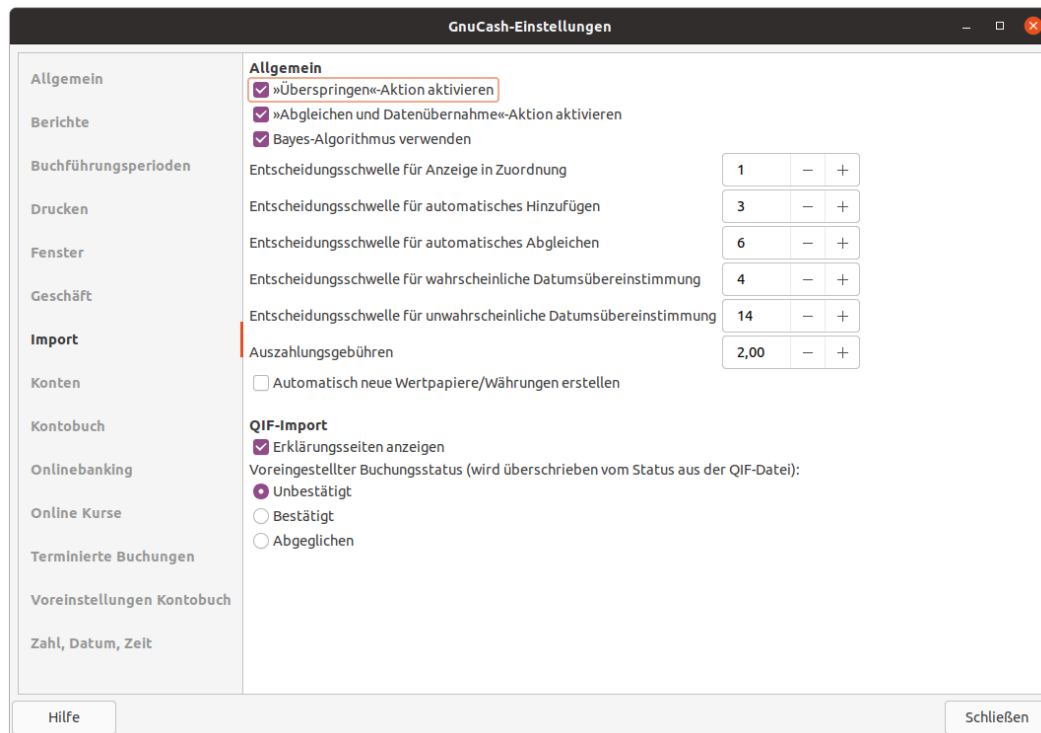 GnuCash-Einstellungen
Allgemein
Berichte
Buchführungsperioden
Drucken
Fenster
Geschäft
Import
Konten
Kontobuch
Onlinebanking
Online Kurse
Terminierte Buchungen
Voreinstellungen Kontobuch
Zahl, Datum, Zeit
Allgemein
»Überspringen«-Aktion aktivieren
»Abgleichen und Datenübernahme«-Aktion aktivieren
Bayes-Algorithmus verwenden
Entscheidungsschwelle für Anzeige in Zuordnung 1 − +
Entscheidungsschwelle für automatisches Hinzufügen 3 − +
Entscheidungsschwelle für automatisches Abgleichen 6 − +
Entscheidungsschwelle für wahrscheinliche Datumsübereinstimmung 4 − +
Entscheidungsschwelle für unwahrscheinliche Datumsübereinstimmung 14 − +
Auszahlungsgebühren 2,00 − +
Automatisch neue Wertpapiere/Währungen erstellen
QIF-Import
Erklärungsseiten anzeigen
Voreingestellter Buchungsstatus (wird überschrieben vom Status aus der QIF-Datei):
Unbestätigt
Bestätigt
Abgeglichen
Hilfe
Schließen